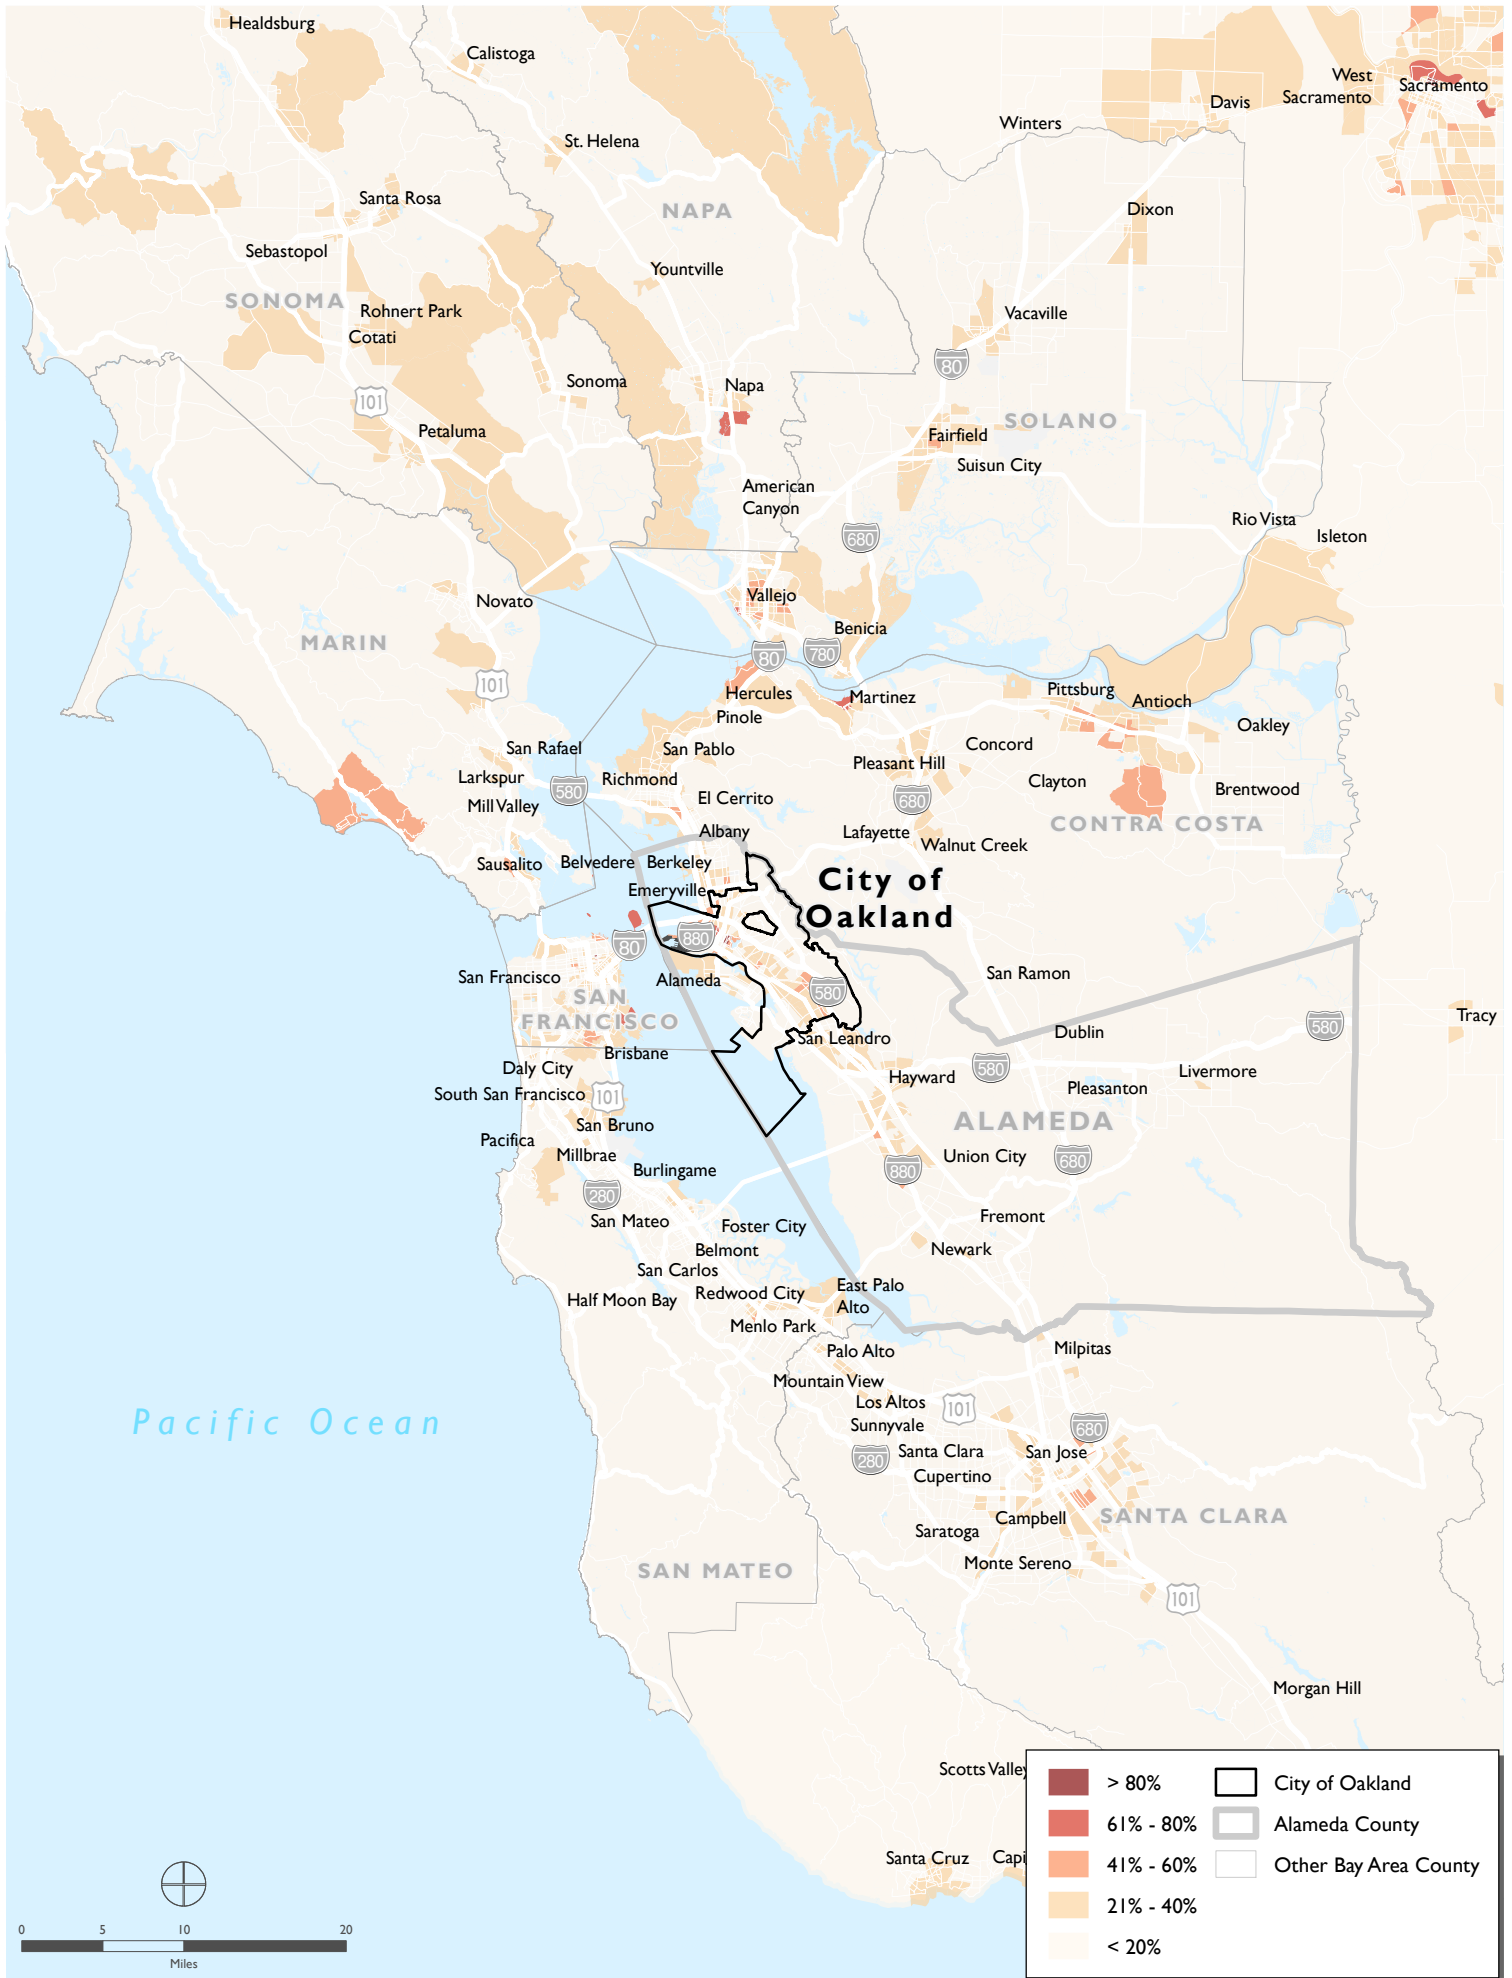 Healdsburg
Calistoga
West
Sacramento
Sacramento
Davis
Winters
St. Helena
Santa Rosa
NAPA
Dixon
Sebastopol
Yountville
SONOMA
Rohnert Park
Cotati
Vacaville
80
Sonoma
Napa
101
SOLANO
Petaluma
Fairfield
Suisun City
American
Canyon
Rio Vista
Isleton
680
Vallejo
Novato
Benicia
MARIN
80
780
101
Hercules
Martinez
Pittsburg
Antioch
Pinole
Oakley
San Rafael
San Pablo
Concord
Pleasant Hill
Larkspur
Richmond
Clayton
Brentwood
580
Mill Valley
El Cerrito
680
CONTRA COSTA
Albany
Lafayette
Walnut Creek
Sausalito
Belvedere
Berkeley
Emeryville
City of
Oakland
80
880
San Francisco
Alameda
San Ramon
580
SAN
FRANCISCO
Tracy
580
San Leandro
Dublin
Brisbane
Daly City
580
Livermore
Hayward
Pleasanton
South San Francisco
101
ALAMEDA
San Bruno
Pacifica
Millbrae
Union City
680
Burlingame
880
280
San Mateo
Foster City
Fremont
Belmont
Newark
San Carlos
Half Moon Bay
Redwood City
East Palo
Alto
Menlo Park
Palo Alto
Milpitas
Mountain View
Los Altos
101
Pacific Ocean
Sunnyvale
680
280
Santa Clara
San Jose
Cupertino
Campbell
SANTA CLARA
Saratoga
Monte Sereno
SAN MATEO
101
Morgan Hill
Scotts Valley
Santa Cruz
Capi
> 80%
City of Oakland
61% - 80%
Alameda County
41% - 60%
Other Bay Area County
21% - 40%
< 20%
0 5 10 20
Miles